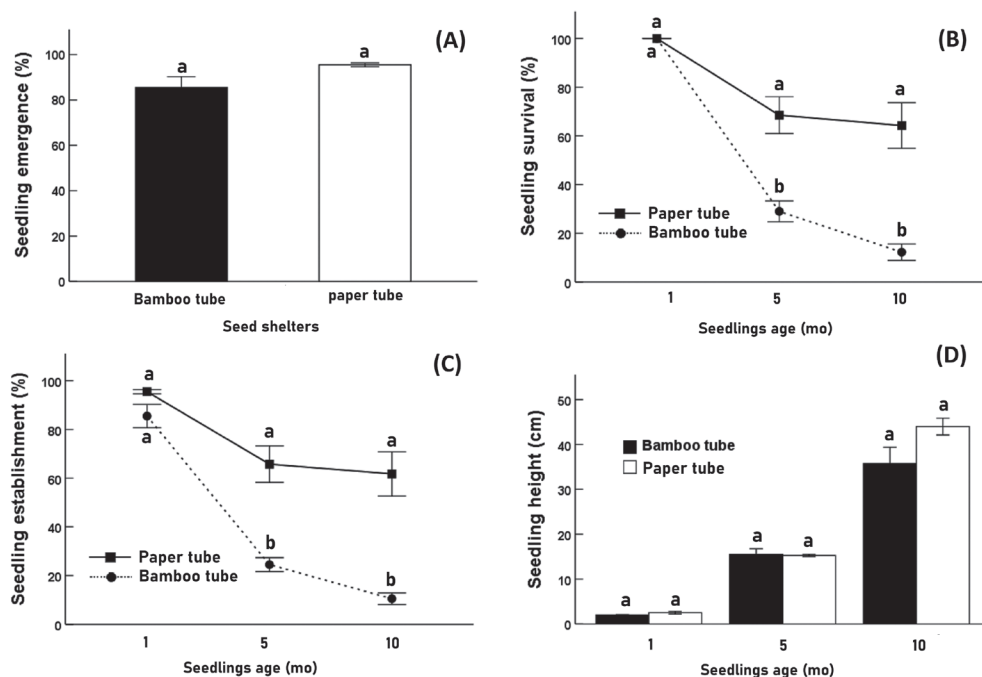 (A)
Seedling emergence (%)
100
80
60
40
20
0
a
a
Bamboo tube
paper tube
Seed shelters
(B)
Seedling survival (%)
100
80
60
40
20
0
a
a
a
a
b
b
Paper tube
Bamboo tube
1
5
10
Seedlings age (mo)
(C)
Seedling establishment (%)
100
80
60
40
20
0
a
a
a
a
b
b
Paper tube
Bamboo tube
1
5
10
Seedlings age (mo)
(D)
Seedling height (cm)
50
40
30
20
10
0
Bamboo tube
Paper tube
a
a
a
a
a
a
1
5
10
Seedlings age (mo)